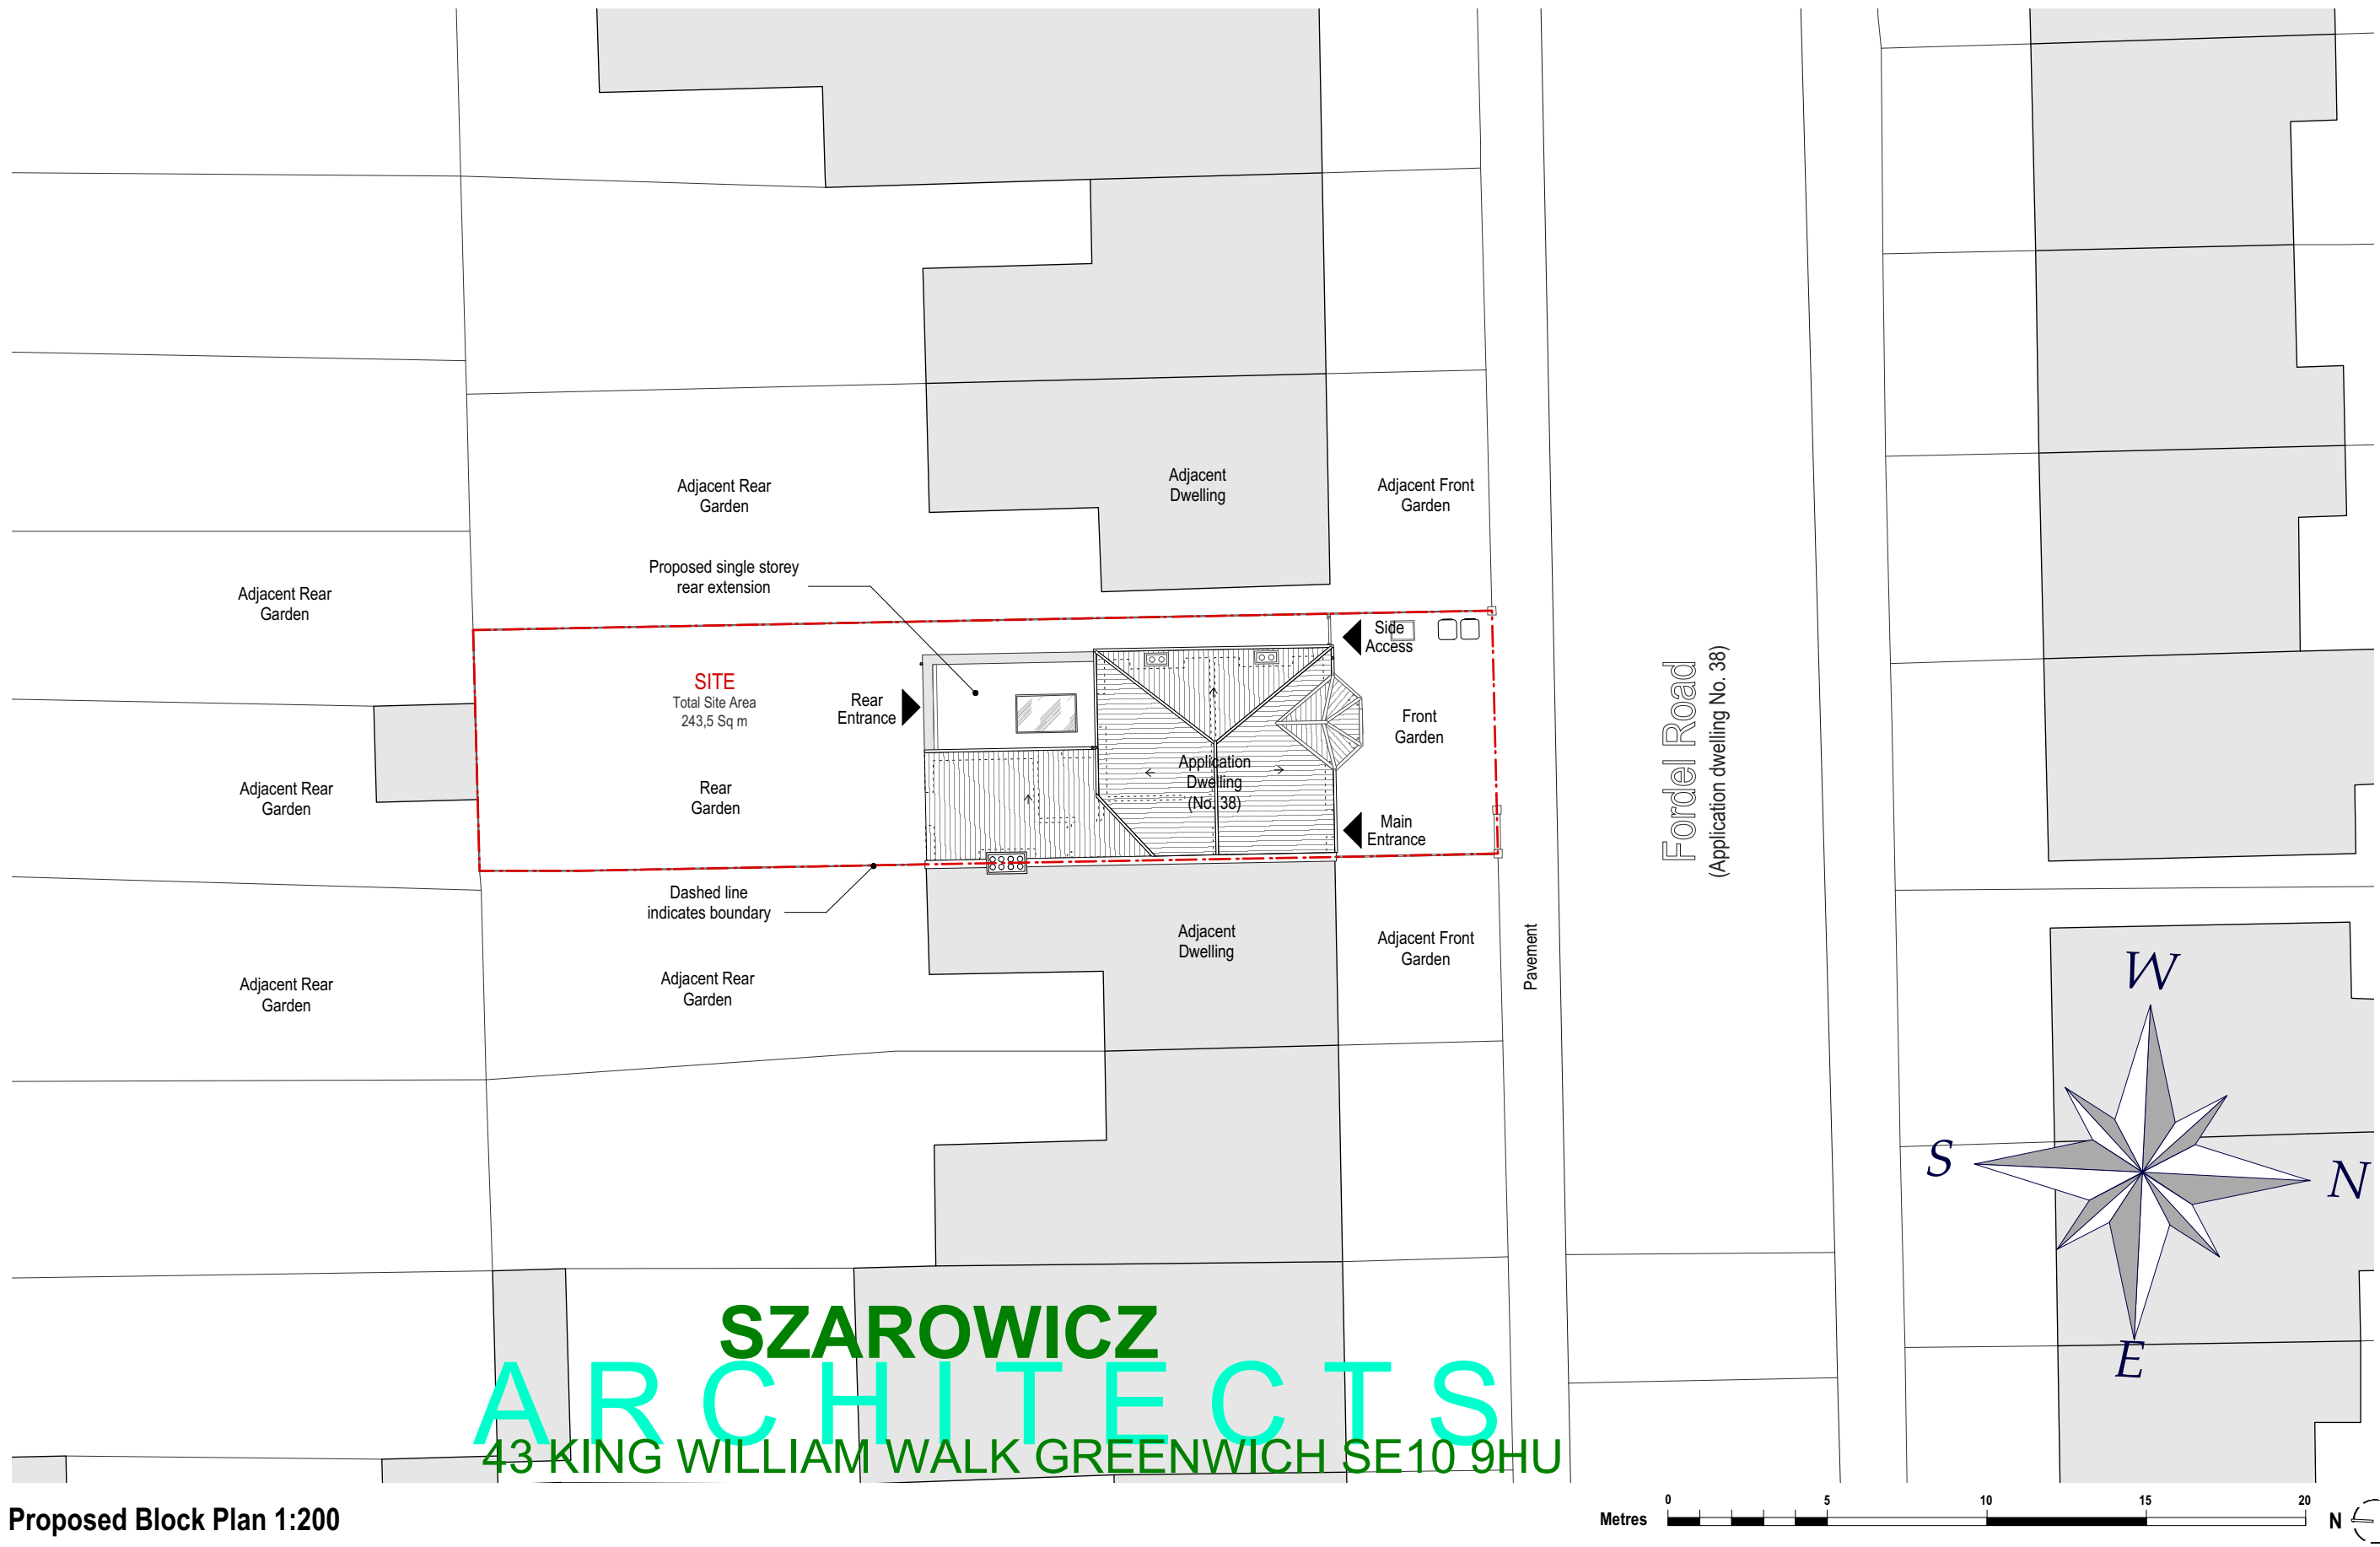 Adjacent Rear
Garden
Adjacent
Dwelling
Adjacent Front
Garden
Proposed single storey
rear extension
Adjacent Rear
Garden
Side
Access
SITE
Total Site Area
243,5 Sq m
Rear
Entrance
Front
Garden
Fordel Road
(Application dwelling No. 38)
Application
Dwelling
(No. 38)
Adjacent Rear
Garden
Rear
Garden
Main
Entrance
Dashed line
indicates boundary
Adjacent
Dwelling
Adjacent Front
Garden
Pavement
Adjacent Rear
Garden
Adjacent Rear
Garden
W
S
N
E
SZAROWICZ
ARCHITECTS
43 KING WILLIAM WALK GREENWICH SE10 9HU
Proposed Block Plan 1:200
Metres
0 5 10 15 20
N